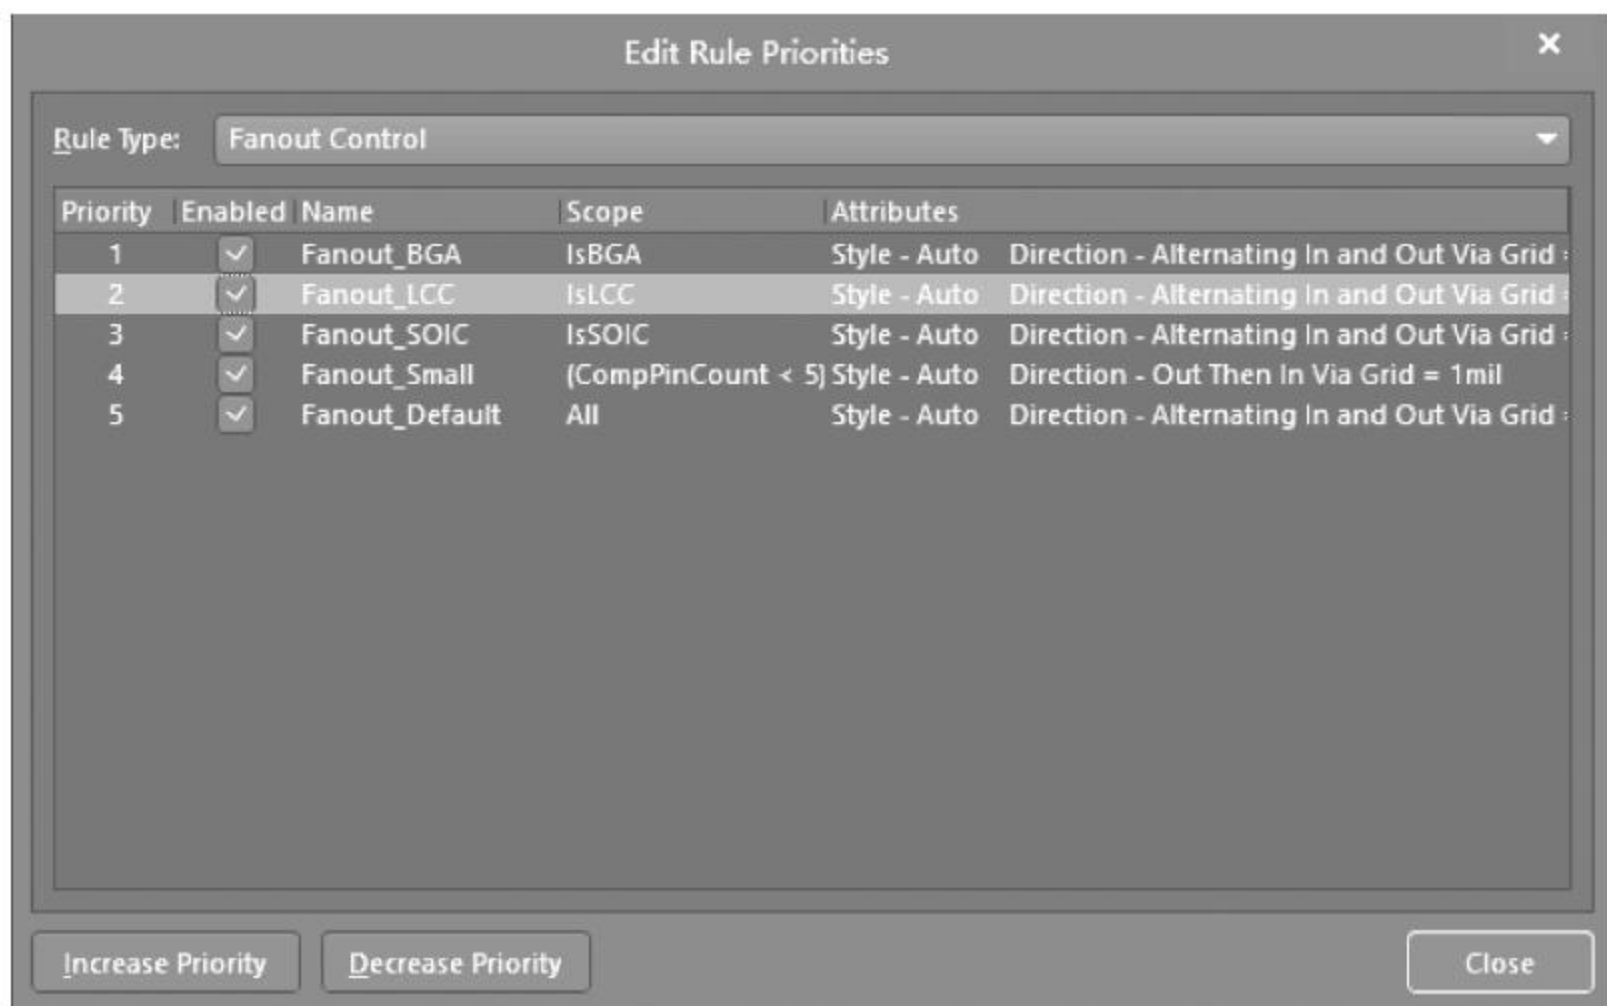 Edit Rule Priorities
Rule Type: Fanout Control
Priority Enabled Name Scope Attributes
1 Fanout_BGA IsBGA Style - Auto Direction - Alternating In and Out Via Grid =
2 Fanout_LCC IsLCC Style - Auto Direction - Alternating In and Out Via Grid =
3 Fanout_SOIC IsSOIC Style - Auto Direction - Alternating In and Out Via Grid =
4 Fanout_Small (CompPinCount < 5) Style - Auto Direction - Out Then In Via Grid = 1mil
5 Fanout_Default All Style - Auto Direction - Alternating In and Out Via Grid =
Increase Priority Decrease Priority Close